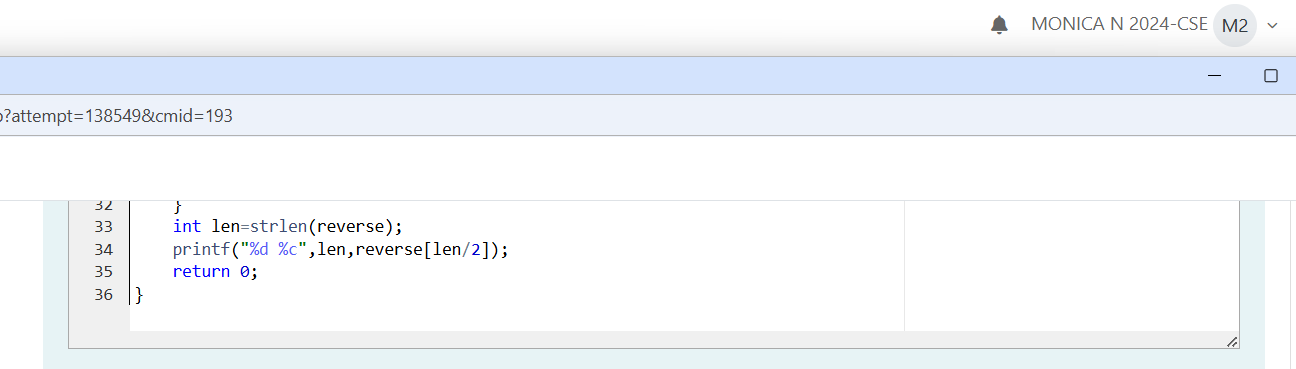 MONICA N 2024-CSE M2
?attempt=138549&cmid=193
32 }
33 int len=strlen(reverse);
34 printf("%d %c",len,reverse[len/2]);
35 return 0;
36 }